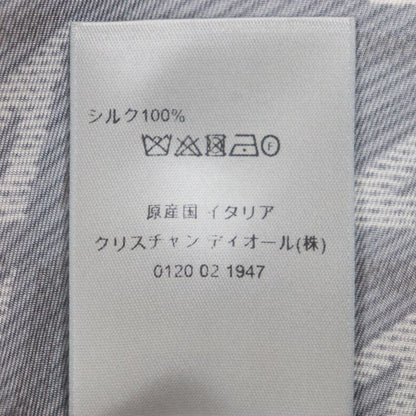 シルク100%
F
原産国 イタリア
クリスチャン ディオール(株)
0120 02 1947